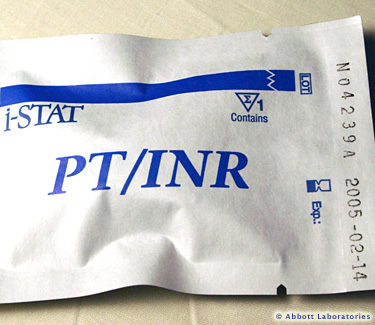 i-STAT
Σ 1
Contains
PT/INR
LOT
N04239A 2005-02-14
Exp.:
© Abbott Laboratories